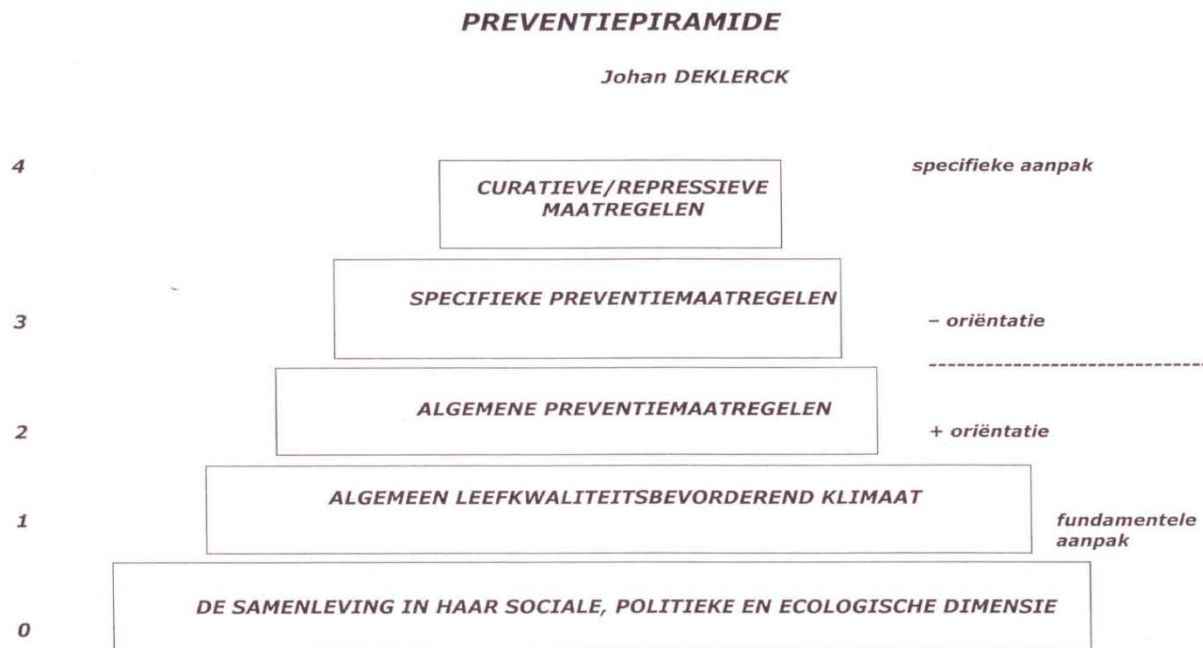 PREVENTIEPIRAMIDE
Johan DEKLERCK
4
CURATIEVE/REPRESSIEVE
MAATREGELEN
specifieke aanpak
SPECIFIEKE PREVENTIEMAATREGELEN
3
– oriëntatie
ALGEMENE PREVENTIEMAATREGELEN
2
+ oriëntatie
ALGEMEEN LEEFKWALITEITSBEVORDEREND KLIMAAT
1
fundamentele
aanpak
DE SAMENLEVING IN HAAR SOCIALE, POLITIEKE EN ECOLOGISCHE DIMENSIE
0